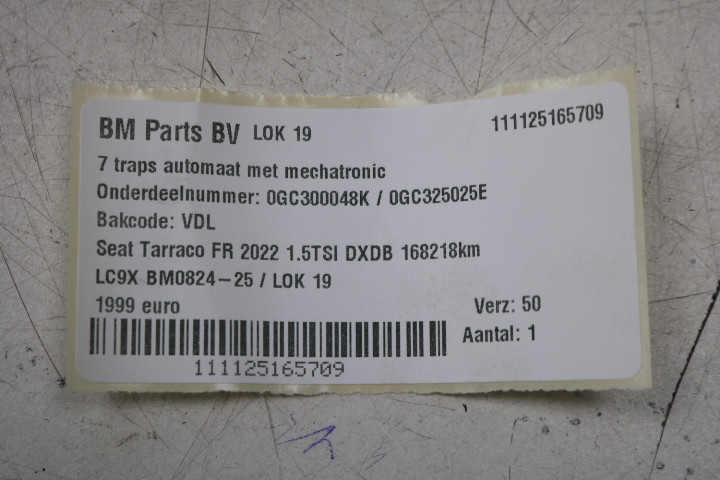 BM Parts BV LOK 19 111125165709
7 traps automaat met mechatronic
Onderdeelnummer: 0GC300048K / 0GC325025E
Bakcode: VDL
Seat Tarraco FR 2022 1.5TSI DXDB 168218km
LC9X BM0824-25 / LOK 19
1999 euro Verz: 50
Aantal: 1
111125165709